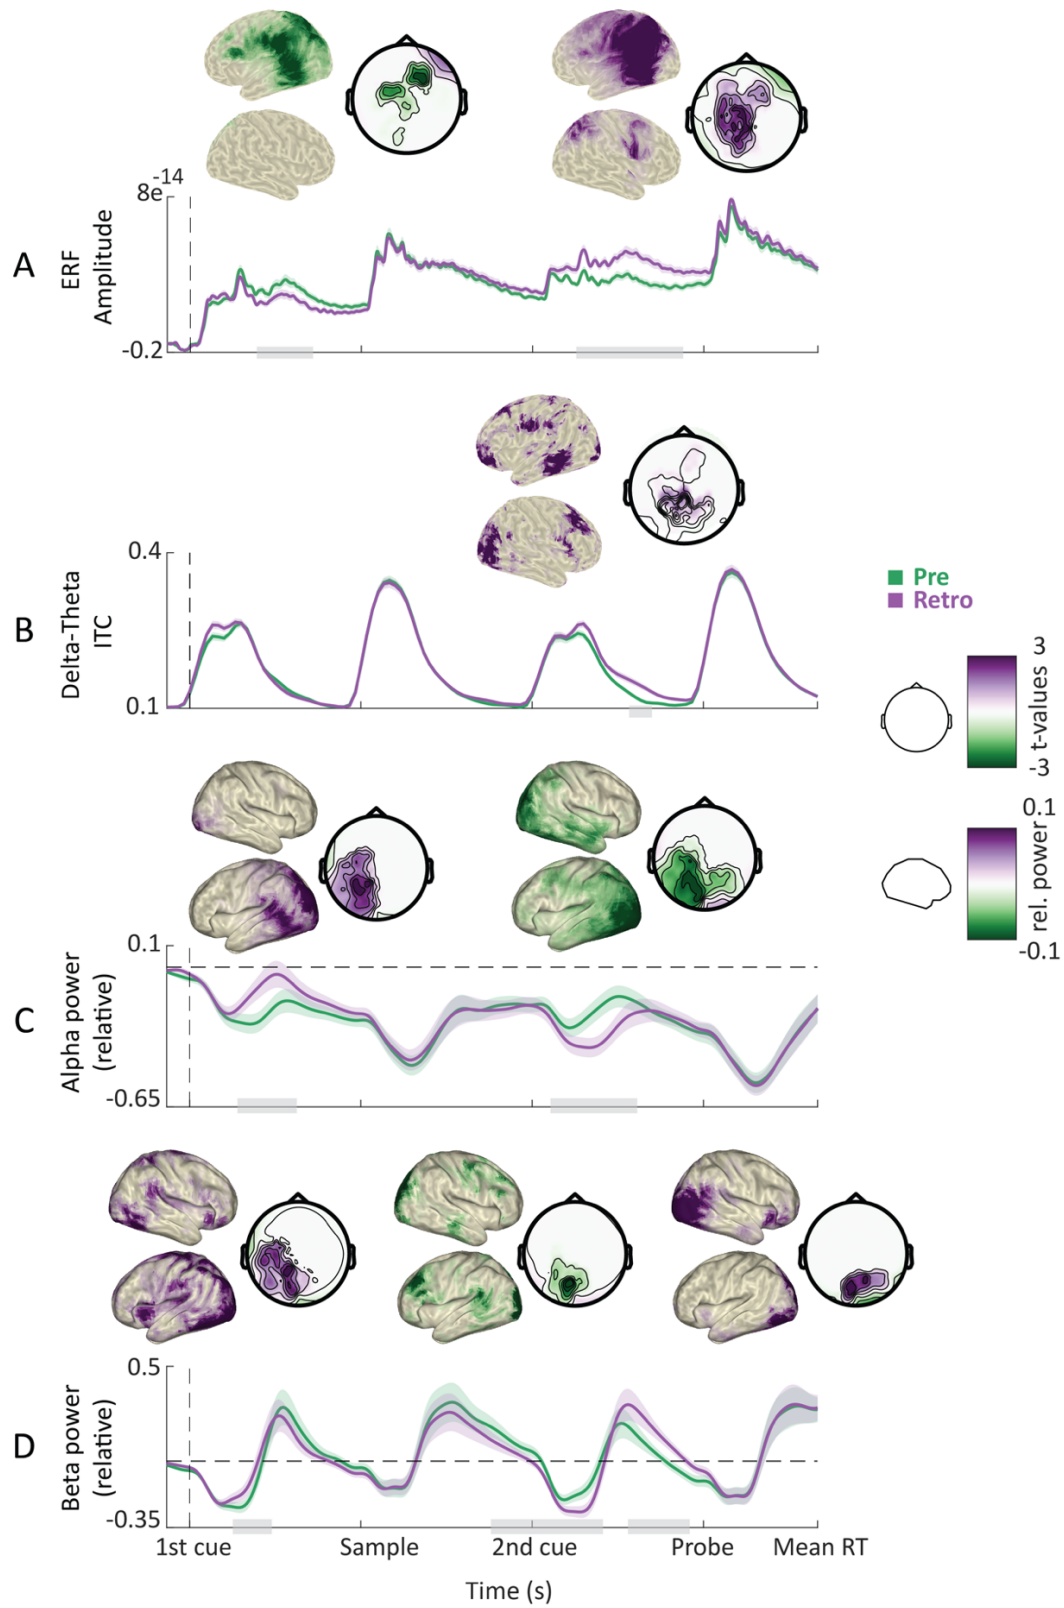 -14
8e
A
ERF
Amplitude
-0.2
0.4
B
Delta-Theta
ITC
0.1
Pre
Retro
3
t-values
-3
0.1
rel. power
-0.1
0.1
C
Alpha power
(relative)
-0.65
0.5
D
Beta power
(relative)
-0.35
1st cue Sample 2nd cue Probe Mean RT
Time (s)